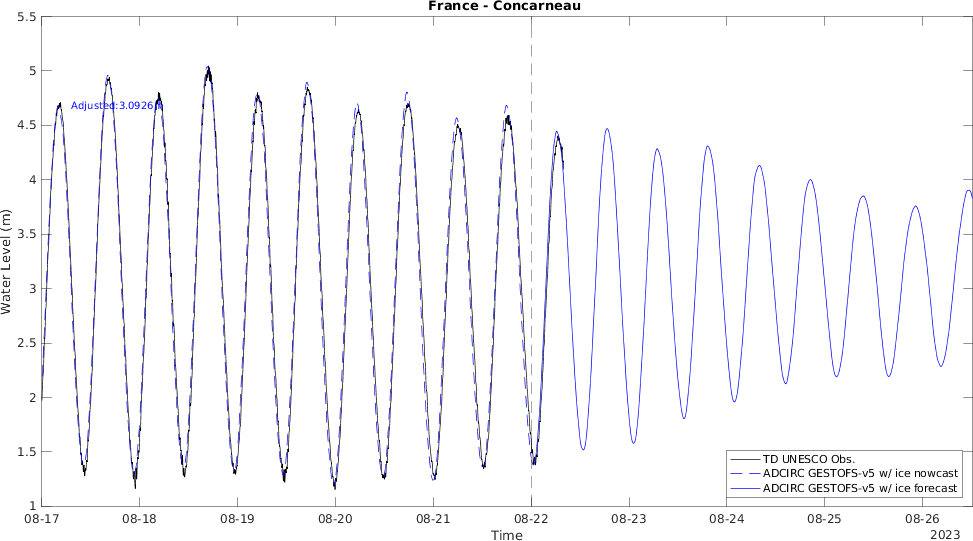 France - Concarneau
5.5
5
4.5
4
3.5
3
2.5
2
1.5
1
Water Level (m)
Adjusted:3.0926
TD UNESCO Obs.
ADCIRC GESTOFS-v5 w/ ice nowcast
ADCIRC GESTOFS-v5 w/ ice forecast
08-17 08-18 08-19 08-20 08-21 08-22 08-23 08-24 08-25 08-26
Time
2023